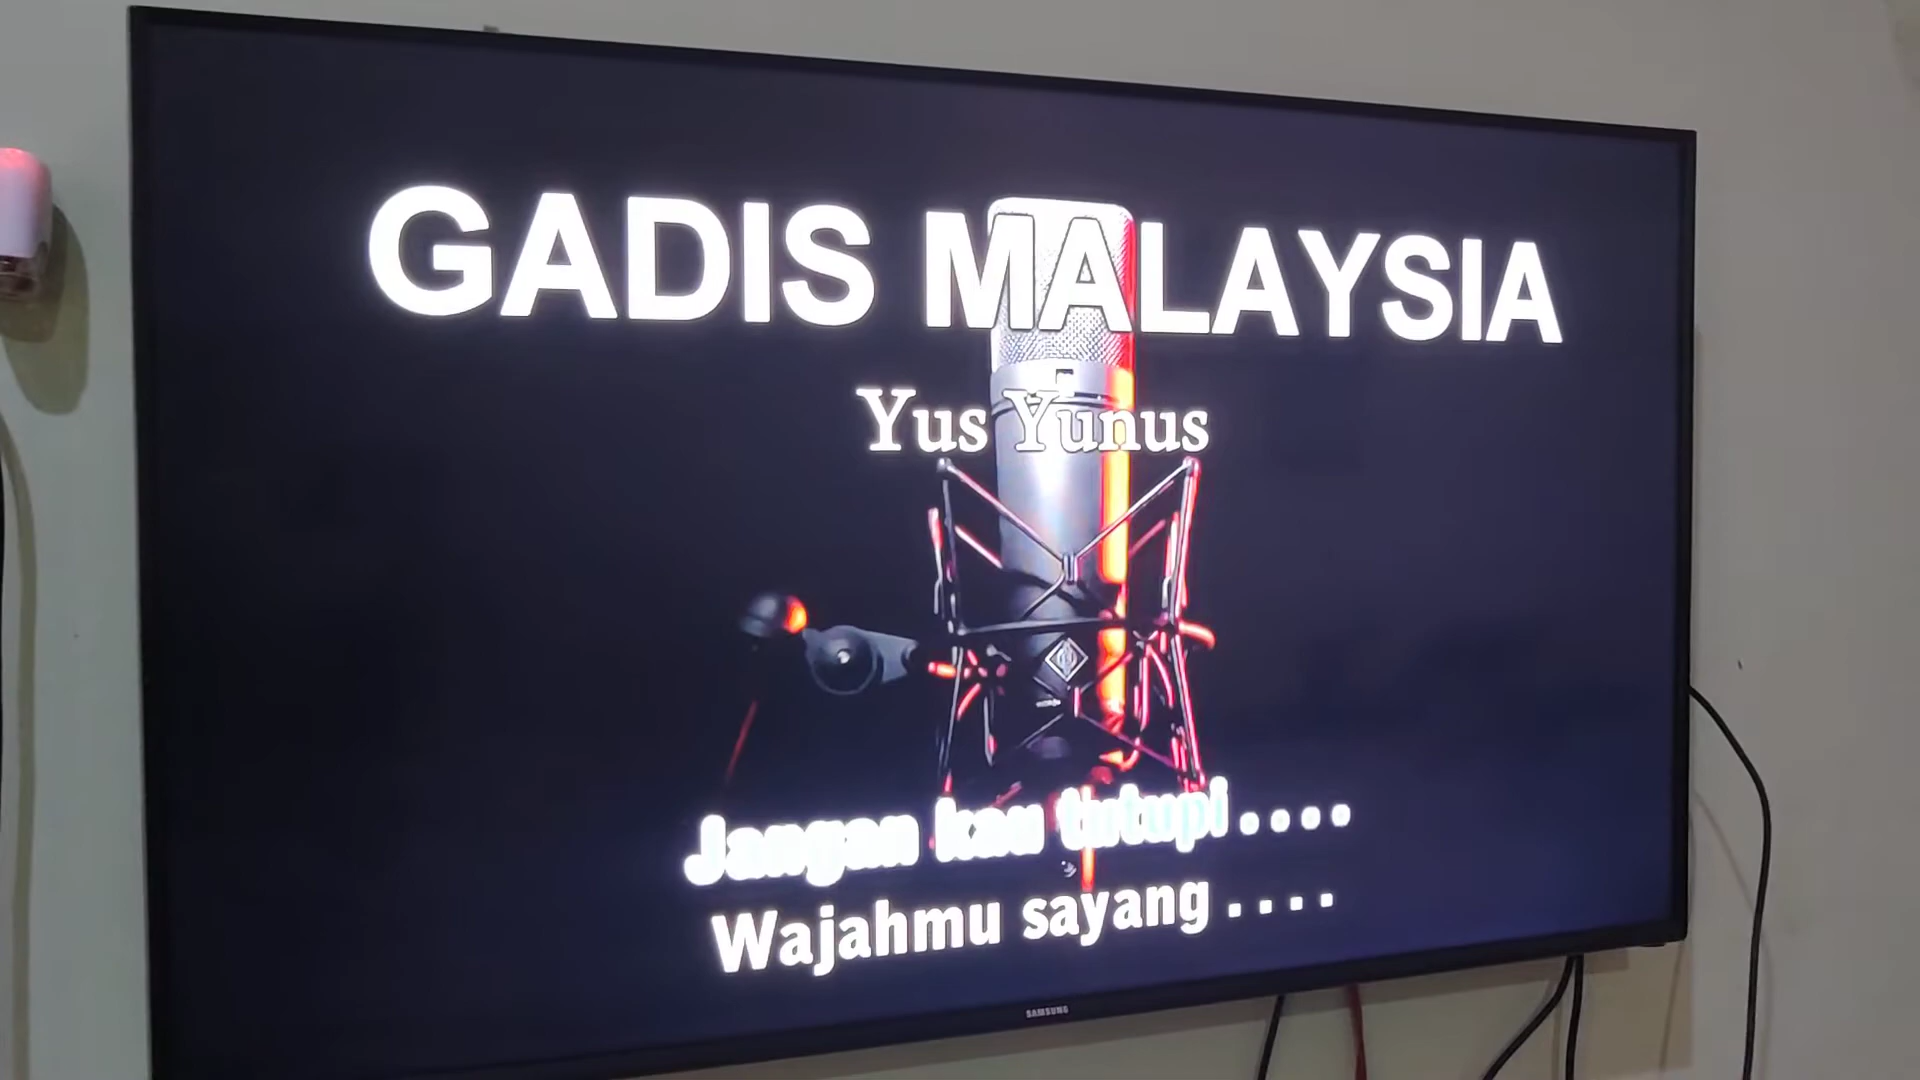 GADIS MALAYSIA
Yus Yunus
Jangan kau tutupi....
Wajahmu sayang....
SAMSUNG